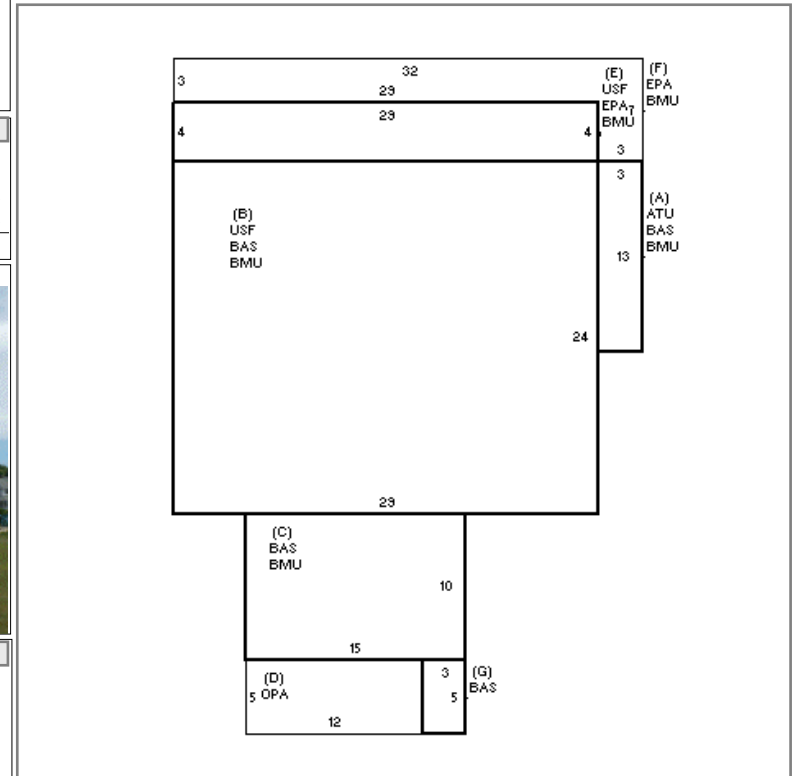 32
3
29
(E)
USF
EPA
BMU
7
(F)
EPA
BMU
29
4
4
3
3
(A)
ATU
BAS
BMU
13
(B)
USF
BAS
BMU
24
29
(C)
BAS
BMU
10
15
(D)
OPA
5
12
3
5
(G)
BAS